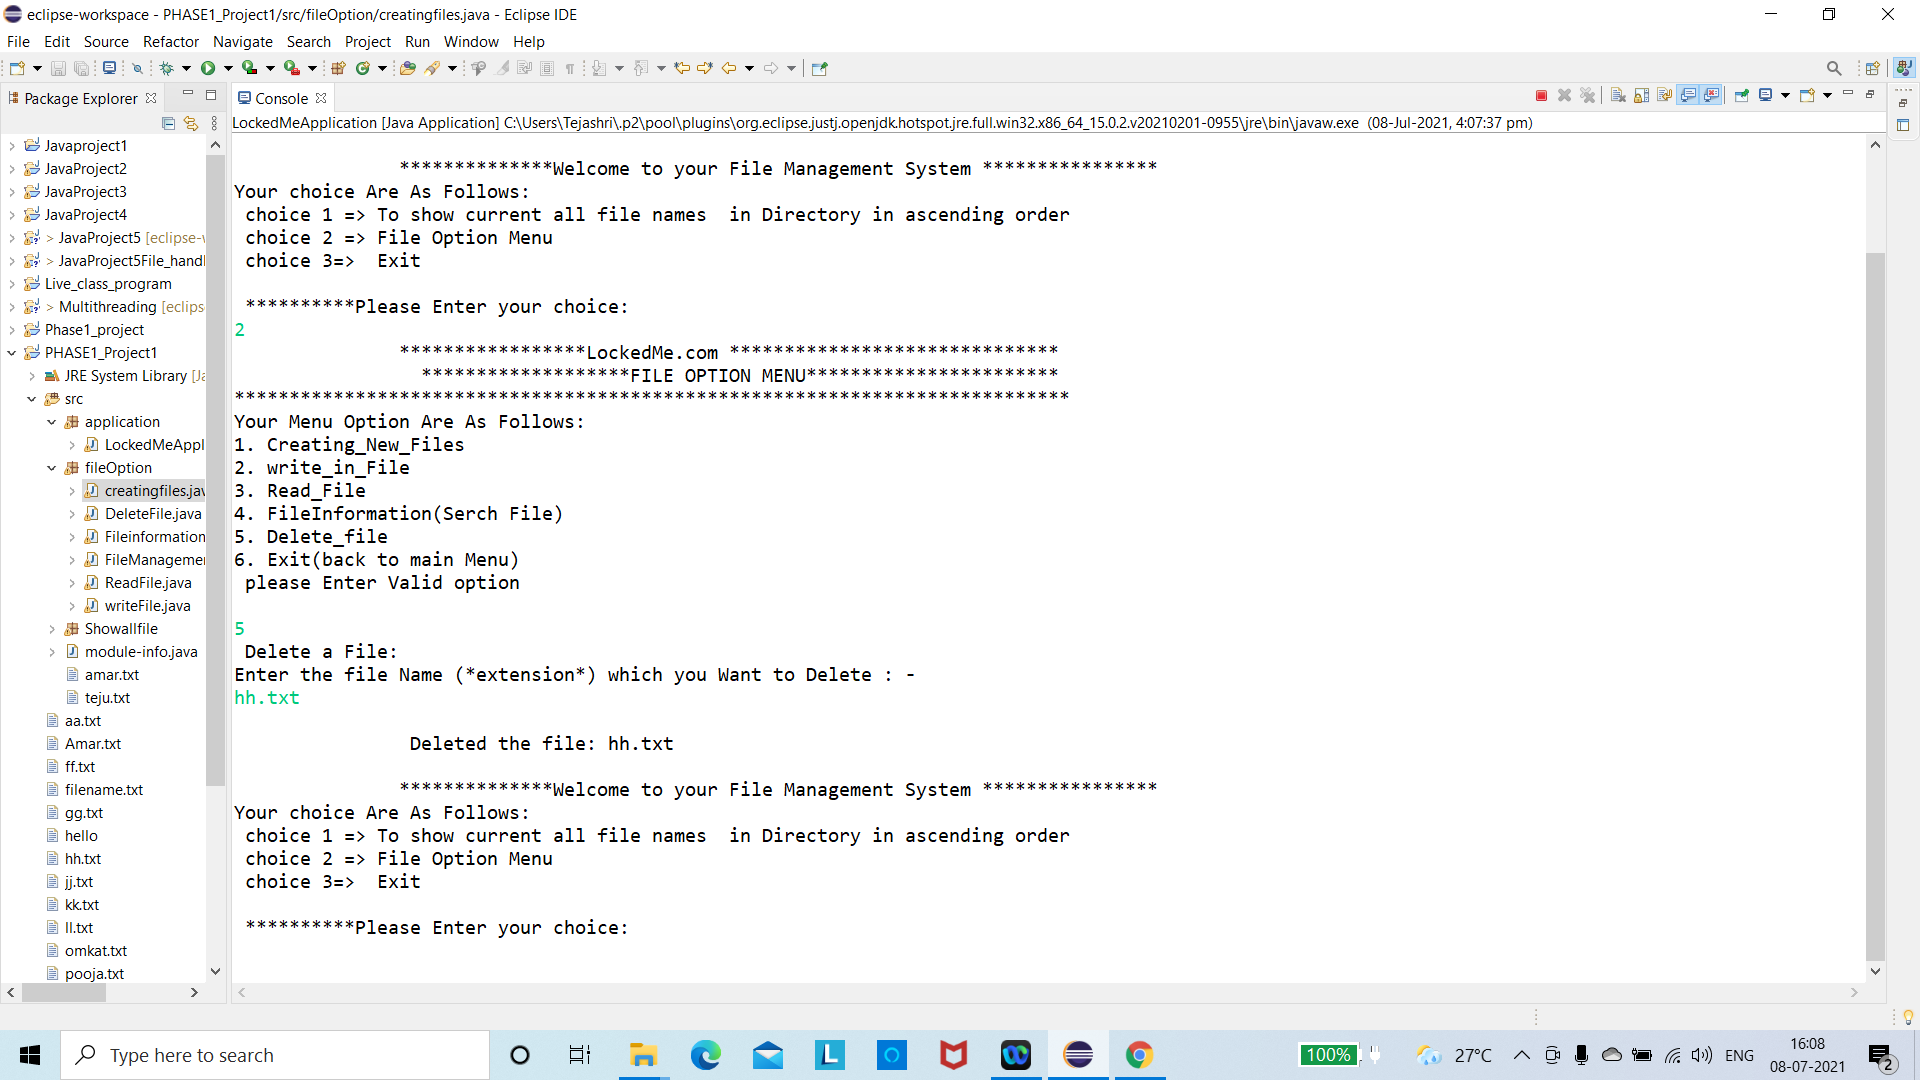 eclipse-workspace - PHASE1_Project1/src/fileOption/creatingfiles.java - Eclipse IDE
File Edit Source Refactor Navigate Search Project Run Window Help
Package Explorer
Javaproject1
JavaProject2
JavaProject3
JavaProject4
> JavaProject5 [eclipse-
> JavaProject5File_hand
Live_class_program
> Multithreading [eclips
Phase1_project
PHASE1_Project1
JRE System Library [Ja
src
application
LockedMeAppl
fileOption
creatingfiles.jav
DeleteFile.java
Fileinformation
FileManagemer
ReadFile.java
writeFile.java
Showallfile
module-info.java
amar.txt
teju.txt
aa.txt
Amar.txt
ff.txt
filename.txt
gg.txt
hello
hh.txt
jj.txt
kk.txt
ll.txt
omkat.txt
pooja.txt
Console
LockedMeApplication [Java Application] C:\Users\Tejashri\.p2\pool\plugins\org.eclipse.justj.openjdk.hotspot.jre.full.win32.x86_64_15.0.2.v20210201-0955\jre\bin\javaw.exe (08-Jul-2021, 4:07:37 pm)
**************Welcome to your File Management System ****************
Your choice Are As Follows:
choice 1 => To show current all file names  in Directory in ascending order
choice 2 => File Option Menu
choice 3=>  Exit
**********Please Enter your choice:
2
*****************LockedMe.com ******************************
*******************FILE OPTION MENU***********************
****************************************************************************
Your Menu Option Are As Follows:
1. Creating_New_Files
2. write_in_File
3. Read_File
4. FileInformation(Serch File)
5. Delete_file
6. Exit(back to main Menu)
please Enter Valid option
5
Delete a File:
Enter the file Name (*extension*) which you Want to Delete : -
hh.txt
Deleted the file: hh.txt
**************Welcome to your File Management System ****************
Your choice Are As Follows:
choice 1 => To show current all file names  in Directory in ascending order
choice 2 => File Option Menu
choice 3=>  Exit
**********Please Enter your choice:
Type here to search
100%
27°C
ENG
16:08
08-07-2021
2